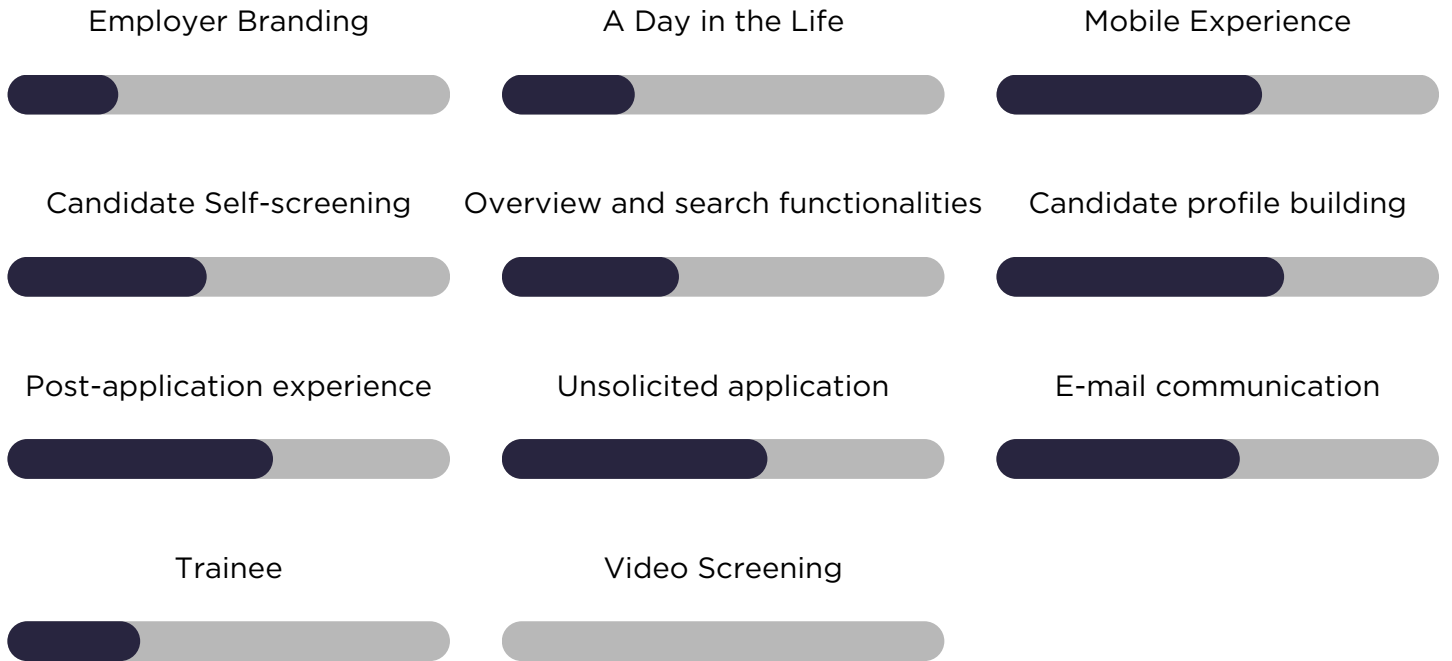 Employer Branding
A Day in the Life
Mobile Experience
Candidate Self-screening
Overview and search functionalities
Candidate profile building
Post-application experience
Unsolicited application
E-mail communication
Trainee
Video Screening